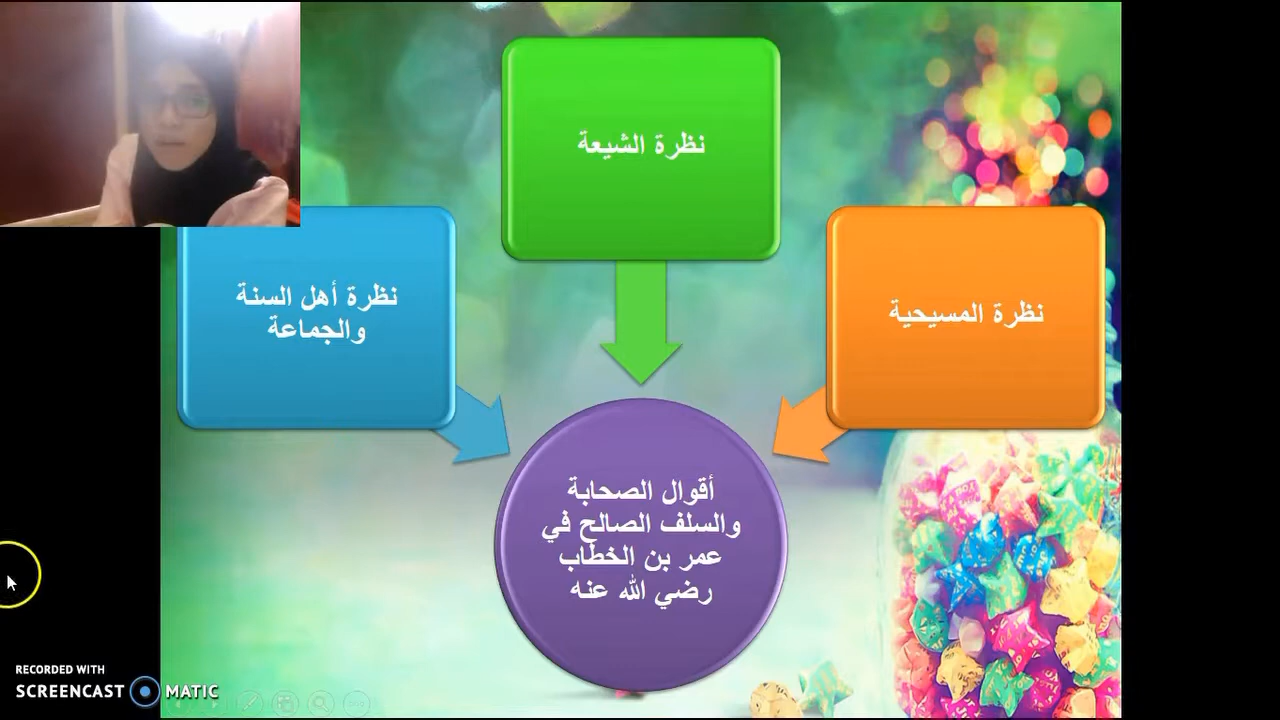 نظرة الشيعة
نظرة المسيحية
نظرة أهل السنة
والجماعة
أقوال الصحابة
والسلف الصالح في
عمر بن الخطاب
رضي الله عنه
RECORDED WITH
SCREENCAST MATIC